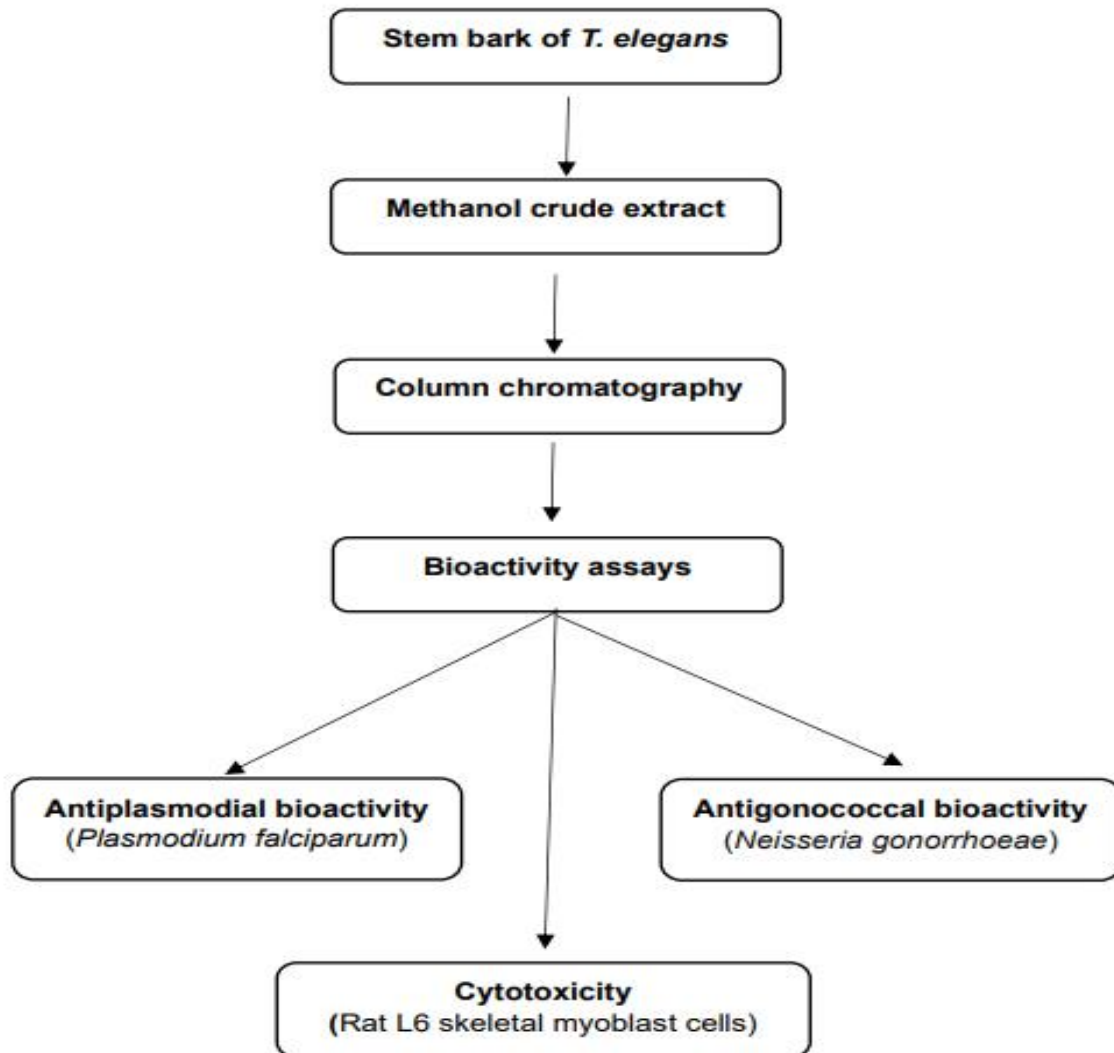 Stem bark of T. elegans
Methanol crude extract
Column chromatography
Bioactivity assays
Antiplasmodial bioactivity
(Plasmodium falciparum)
Antigonococcal bioactivity
(Neisseria gonorrhoeae)
Cytotoxicity
(Rat L6 skeletal myoblast cells)